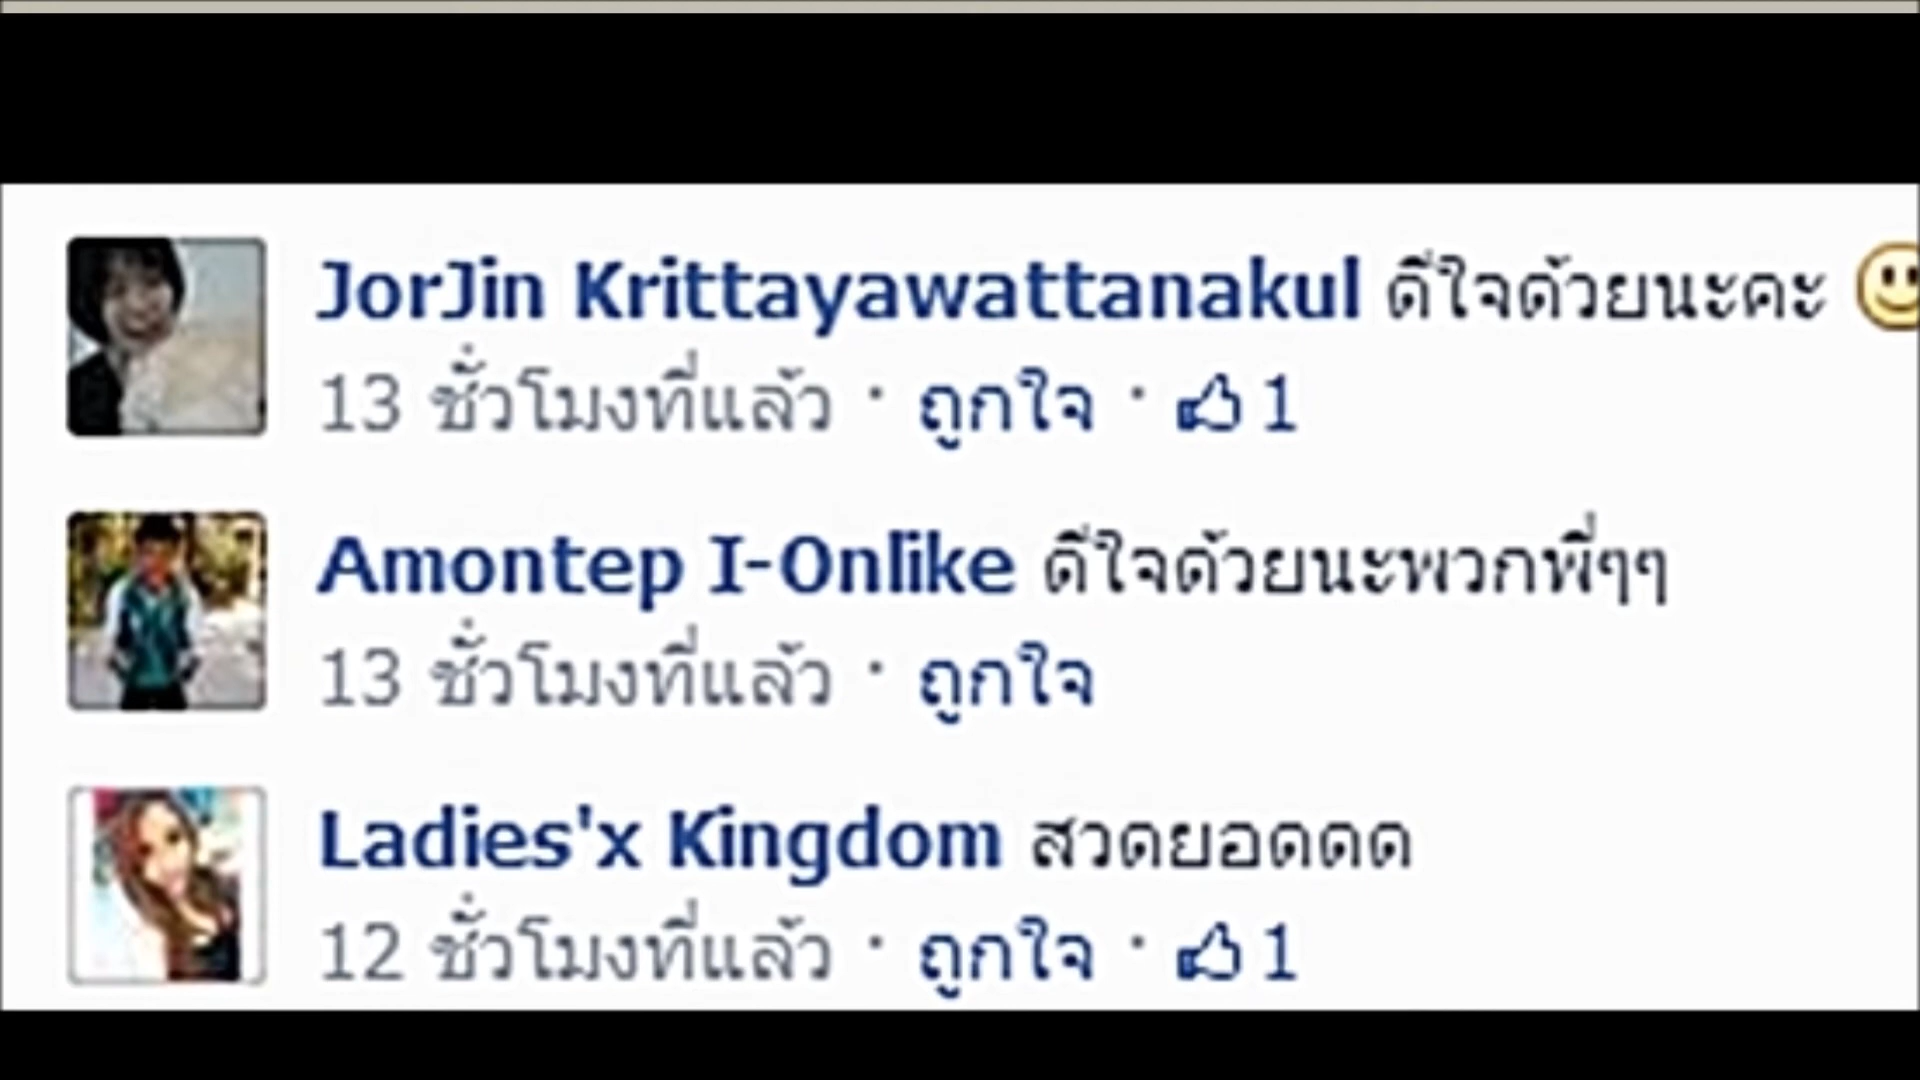 JorJin Krittayawattanakul ดีใจด้วยนะคะ
13 ชั่วโมงที่แล้ว · ถูกใจ · 1
Amontep I-Onlike ดีใจด้วยนะพวกพี่ๆๆ
13 ชั่วโมงที่แล้ว · ถูกใจ
Ladies'x Kingdom สวดยอดดด
12 ชั่วโมงที่แล้ว · ถูกใจ · 1